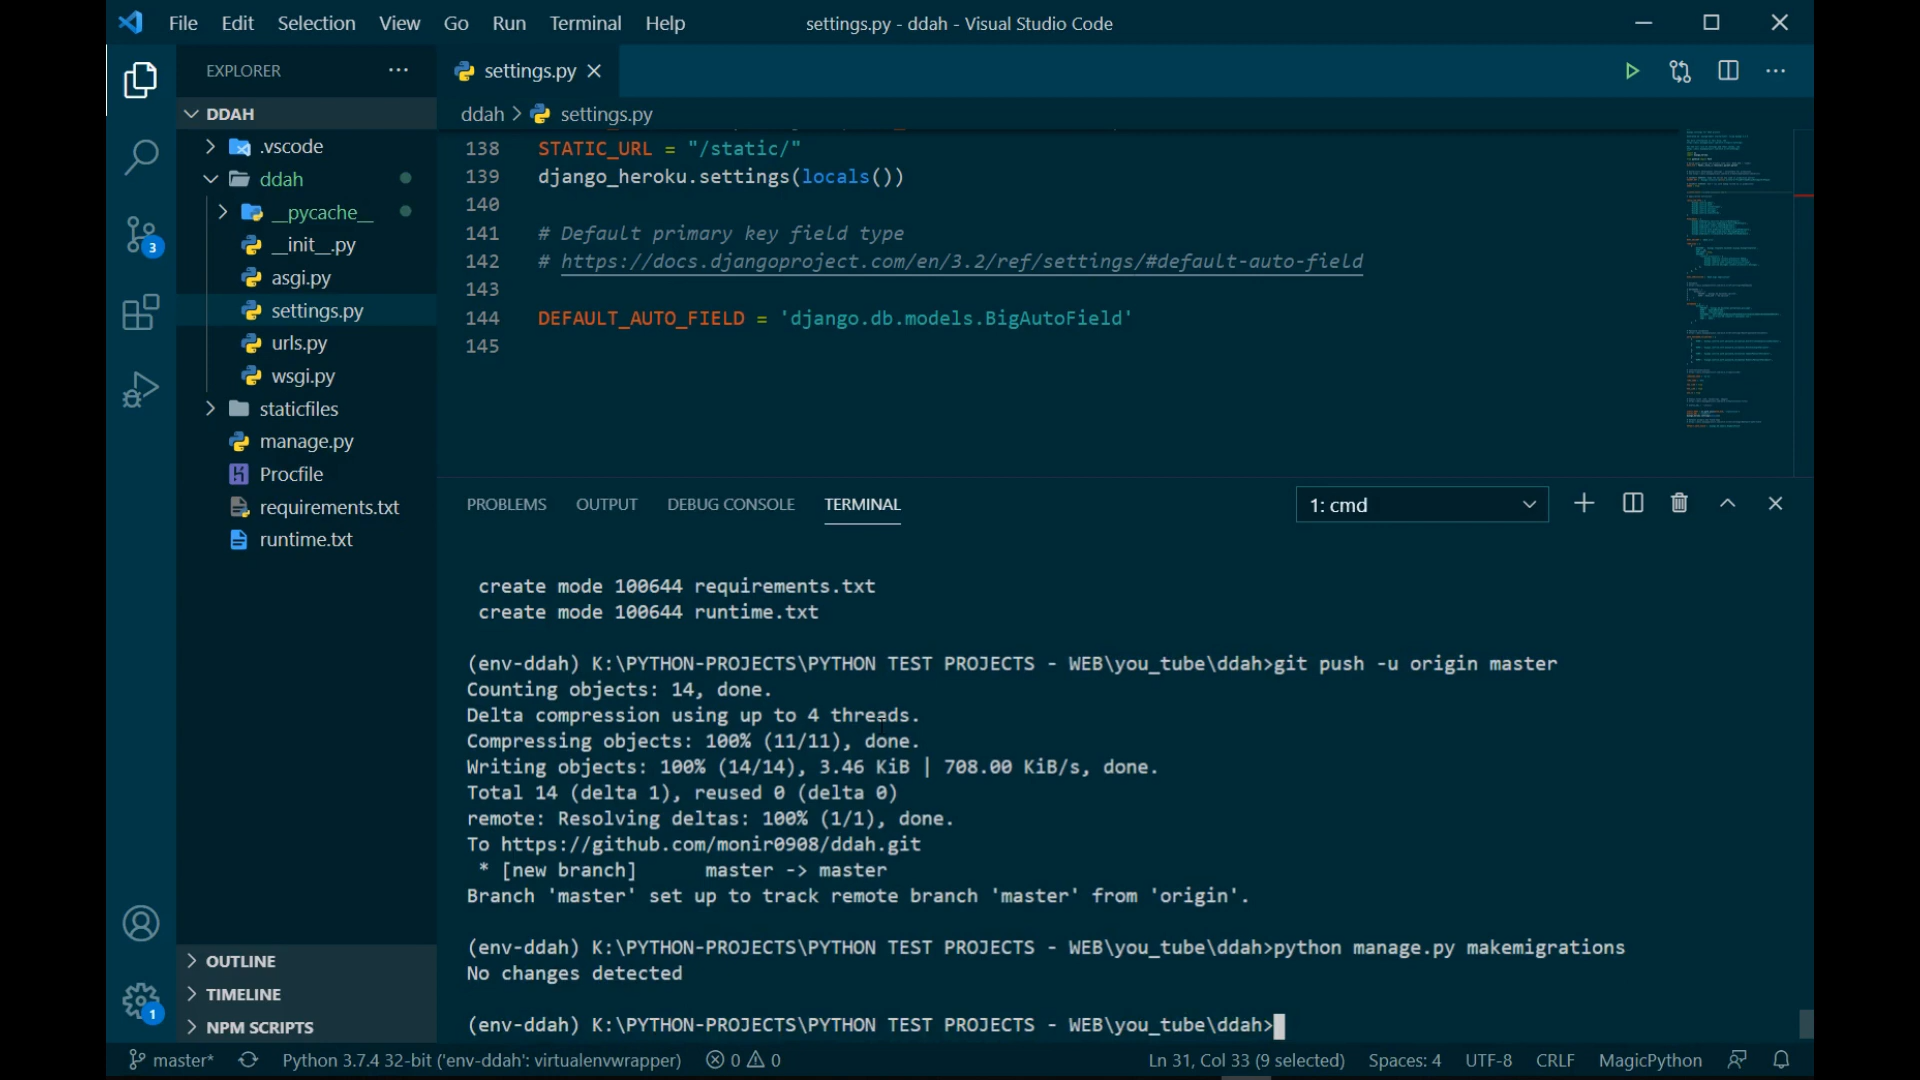 File Edit Selection View Go Run Terminal Help settings.py - ddah - Visual Studio Code
EXPLORER
settings.py
DDAH
ddah > settings.py
.vscode
ddah
__pycache__
__init__.py
asgi.py
settings.py
urls.py
wsgi.py
staticfiles
manage.py
Procfile
requirements.txt
runtime.txt
OUTLINE
TIMELINE
NPM SCRIPTS
3
1
138 STATIC_URL = "/static/"
139 django_heroku.settings(locals())
140
141 # Default primary key field type
142 # https://docs.djangoproject.com/en/3.2/ref/settings/#default-auto-field
143
144 DEFAULT_AUTO_FIELD = 'django.db.models.BigAutoField'
145
PROBLEMS OUTPUT DEBUG CONSOLE TERMINAL 1: cmd
create mode 100644 requirements.txt
create mode 100644 runtime.txt
(env-ddah) K:\PYTHON-PROJECTS\PYTHON TEST PROJECTS - WEB\you_tube\ddah>git push -u origin master
Counting objects: 14, done.
Delta compression using up to 4 threads.
Compressing objects: 100% (11/11), done.
Writing objects: 100% (14/14), 3.46 KiB | 708.00 KiB/s, done.
Total 14 (delta 1), reused 0 (delta 0)
remote: Resolving deltas: 100% (1/1), done.
To https://github.com/monir0908/ddah.git
* [new branch] master -> master
Branch 'master' set up to track remote branch 'master' from 'origin'.
(env-ddah) K:\PYTHON-PROJECTS\PYTHON TEST PROJECTS - WEB\you_tube\ddah>python manage.py makemigrations
No changes detected
(env-ddah) K:\PYTHON-PROJECTS\PYTHON TEST PROJECTS - WEB\you_tube\ddah>
master* Python 3.7.4 32-bit ('env-ddah': virtualenvwrapper) 0 0 Ln 31, Col 33 (9 selected) Spaces: 4 UTF-8 CRLF MagicPython